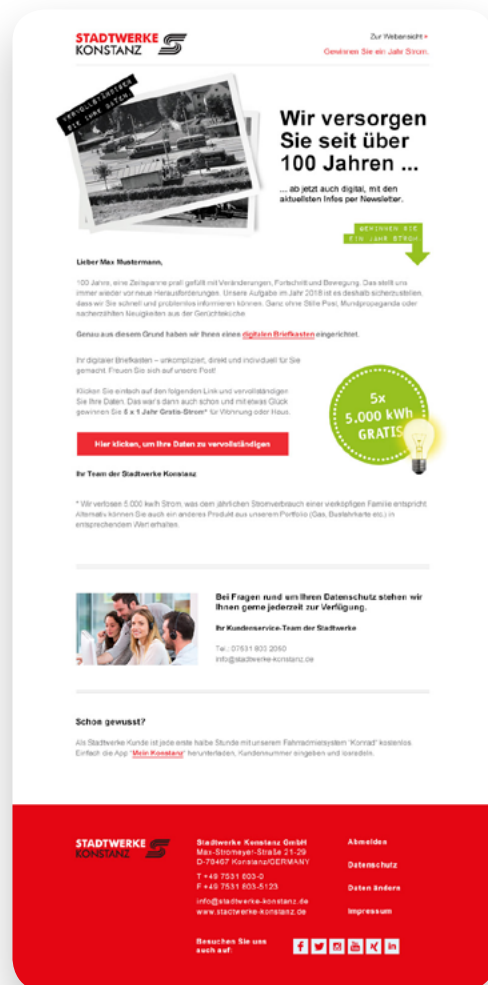 STADTWERKE
KONSTANZ
Zur Webansicht »
Gewinnen Sie ein Jahr Strom.
VERVOLLSTÄNDIGEN
SIE IHRE DATEN.
Wir versorgen
Sie seit über
100 Jahren ...
... ab jetzt auch digital, mit den
aktuellsten Infos per Newsletter.
GEWINNEN SIE
EIN JAHR STROM
Lieber Max Mustermann,
100 Jahre, eine Zeitspanne prall gefüllt mit Veränderungen, Fortschritt und Bewegung. Das stellt uns
immer wieder vor neue Herausforderungen. Unsere Aufgabe im Jahr 2018 ist es deshalb sicherzustellen,
dass wir Sie schnell und problemlos informieren können. Ganz ohne Stille Post, Mundpropaganda oder
nacherzählten Neuigkeiten aus der Gerüchteküche.
Genau aus diesem Grund haben wir Ihnen einen digitalen Briefkasten eingerichtet.
Ihr digitaler Briefkasten – unkompliziert, direkt und individuell für Sie
gemacht. Freuen Sie sich auf unsere Post!
Klicken Sie einfach auf den folgenden Link und vervollständigen
Sie Ihre Daten. Das war's dann auch schon und mit etwas Glück
gewinnen Sie 5 x 1 Jahr Gratis-Strom* für Wohnung oder Haus.
5x
5.000 kWh
GRATIS
Hier klicken, um Ihre Daten zu vervollständigen
Ihr Team der Stadtwerke Konstanz
* Wir verlosen 5.000 kwh Strom, was dem jährlichen Stromverbrauch einer vierköpfigen Familie entspricht.
Alternativ können Sie auch ein anderes Produkt aus unserem Portfolio (Gas, Busfahrkarte etc.) in
entsprechendem Wert erhalten.
Bei Fragen rund um Ihren Datenschutz stehen wir
Ihnen gerne jederzeit zur Verfügung.
Ihr Kundenservice-Team der Stadtwerke
Tel.: 07531 803 2060
info@stadtwerke-konstanz.de
Schon gewusst?
Als Stadtwerke Kunde ist jede erste halbe Stunde mit unserem Fahrradmietsystem "Konrad" kostenlos.
Einfach die App "Mein Konstanz" herunterladen, Kundennummer eingeben und losradeln.
STADTWERKE
KONSTANZ
Stadtwerke Konstanz GmbH
Max-Stromeyer-Straße 21-29
D-78467 Konstanz/GERMANY
T +49 7531 803-0
F +49 7531 803-5123
info@stadtwerke-konstanz.de
www.stadtwerke-konstanz.de
Abmelden
Datenschutz
Daten ändern
Impressum
Besuchen Sie uns
auch auf: